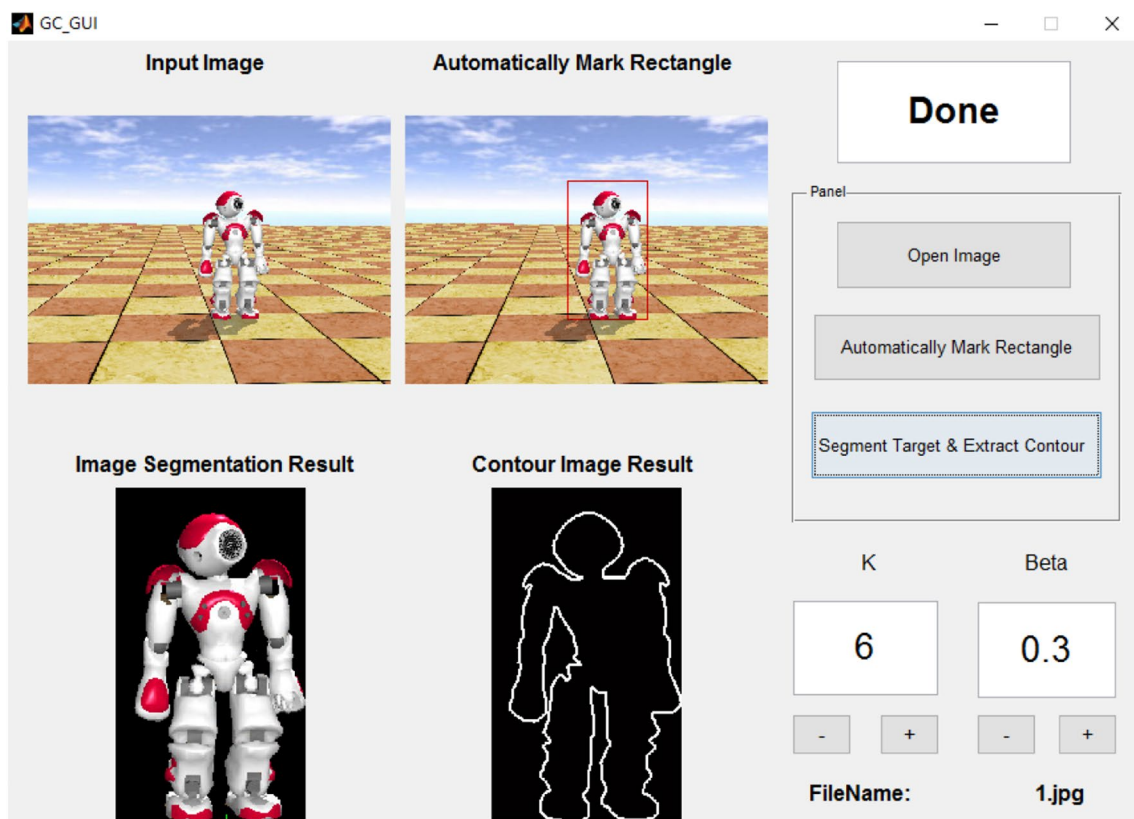 GC_GUI
Input Image
Automatically Mark Rectangle
Done
Panel
Open Image
Automatically Mark Rectangle
Segment Target & Extract Contour
Image Segmentation Result
Contour Image Result
K
Beta
6
0.3
-
+
-
+
FileName:
1.jpg